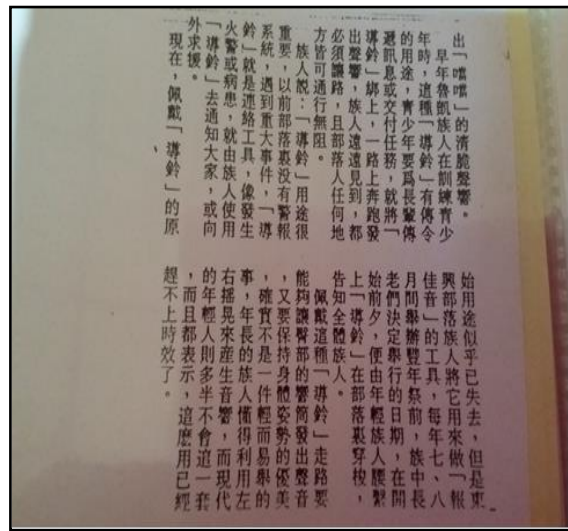 出「噹噹」的清脆聲響。
早年魯凱族人在訓練青少
年時，這種「導鈴」有傳令
的用途，青少年要爲長輩傳
遞訊息或交付任務，就將「
導鈴」綁上，一路上奔跑發
出聲響，族人遠遠見到，都
必須讓路，且部落人任何地
方皆可通行無阻。
族人說：「導鈴」用途很
重要，以前部落裏没有警報
系統，遇到重大事件，「導
鈴」就是連絡工具，像發生
火警或病患，就由族人使用
「導鈴」去通知大家，或向
外求援。
現在，佩戴「導鈴」的原
始用途似乎已失去，但是東
興部落族人將它用來做「報
佳音」的工具，每年七、八
月間舉辦豐年祭前，族中長
老們決定舉行的日期，在開
始前夕，便由年輕族人腰繫
上「導鈴」在部落裏穿梭，
告知全體族人。
佩戴這種「導鈴」走路要
能夠讓臀部的響筒發出聲音
，又要保持身體姿勢的優美
，確實不是一件輕而易舉的
事，年長的族人懂得利用左
右摇晃來産生音響，而現代
的年輕人則多半不會這一套
，而且都表示，這麽用已經
趕不上時效了。